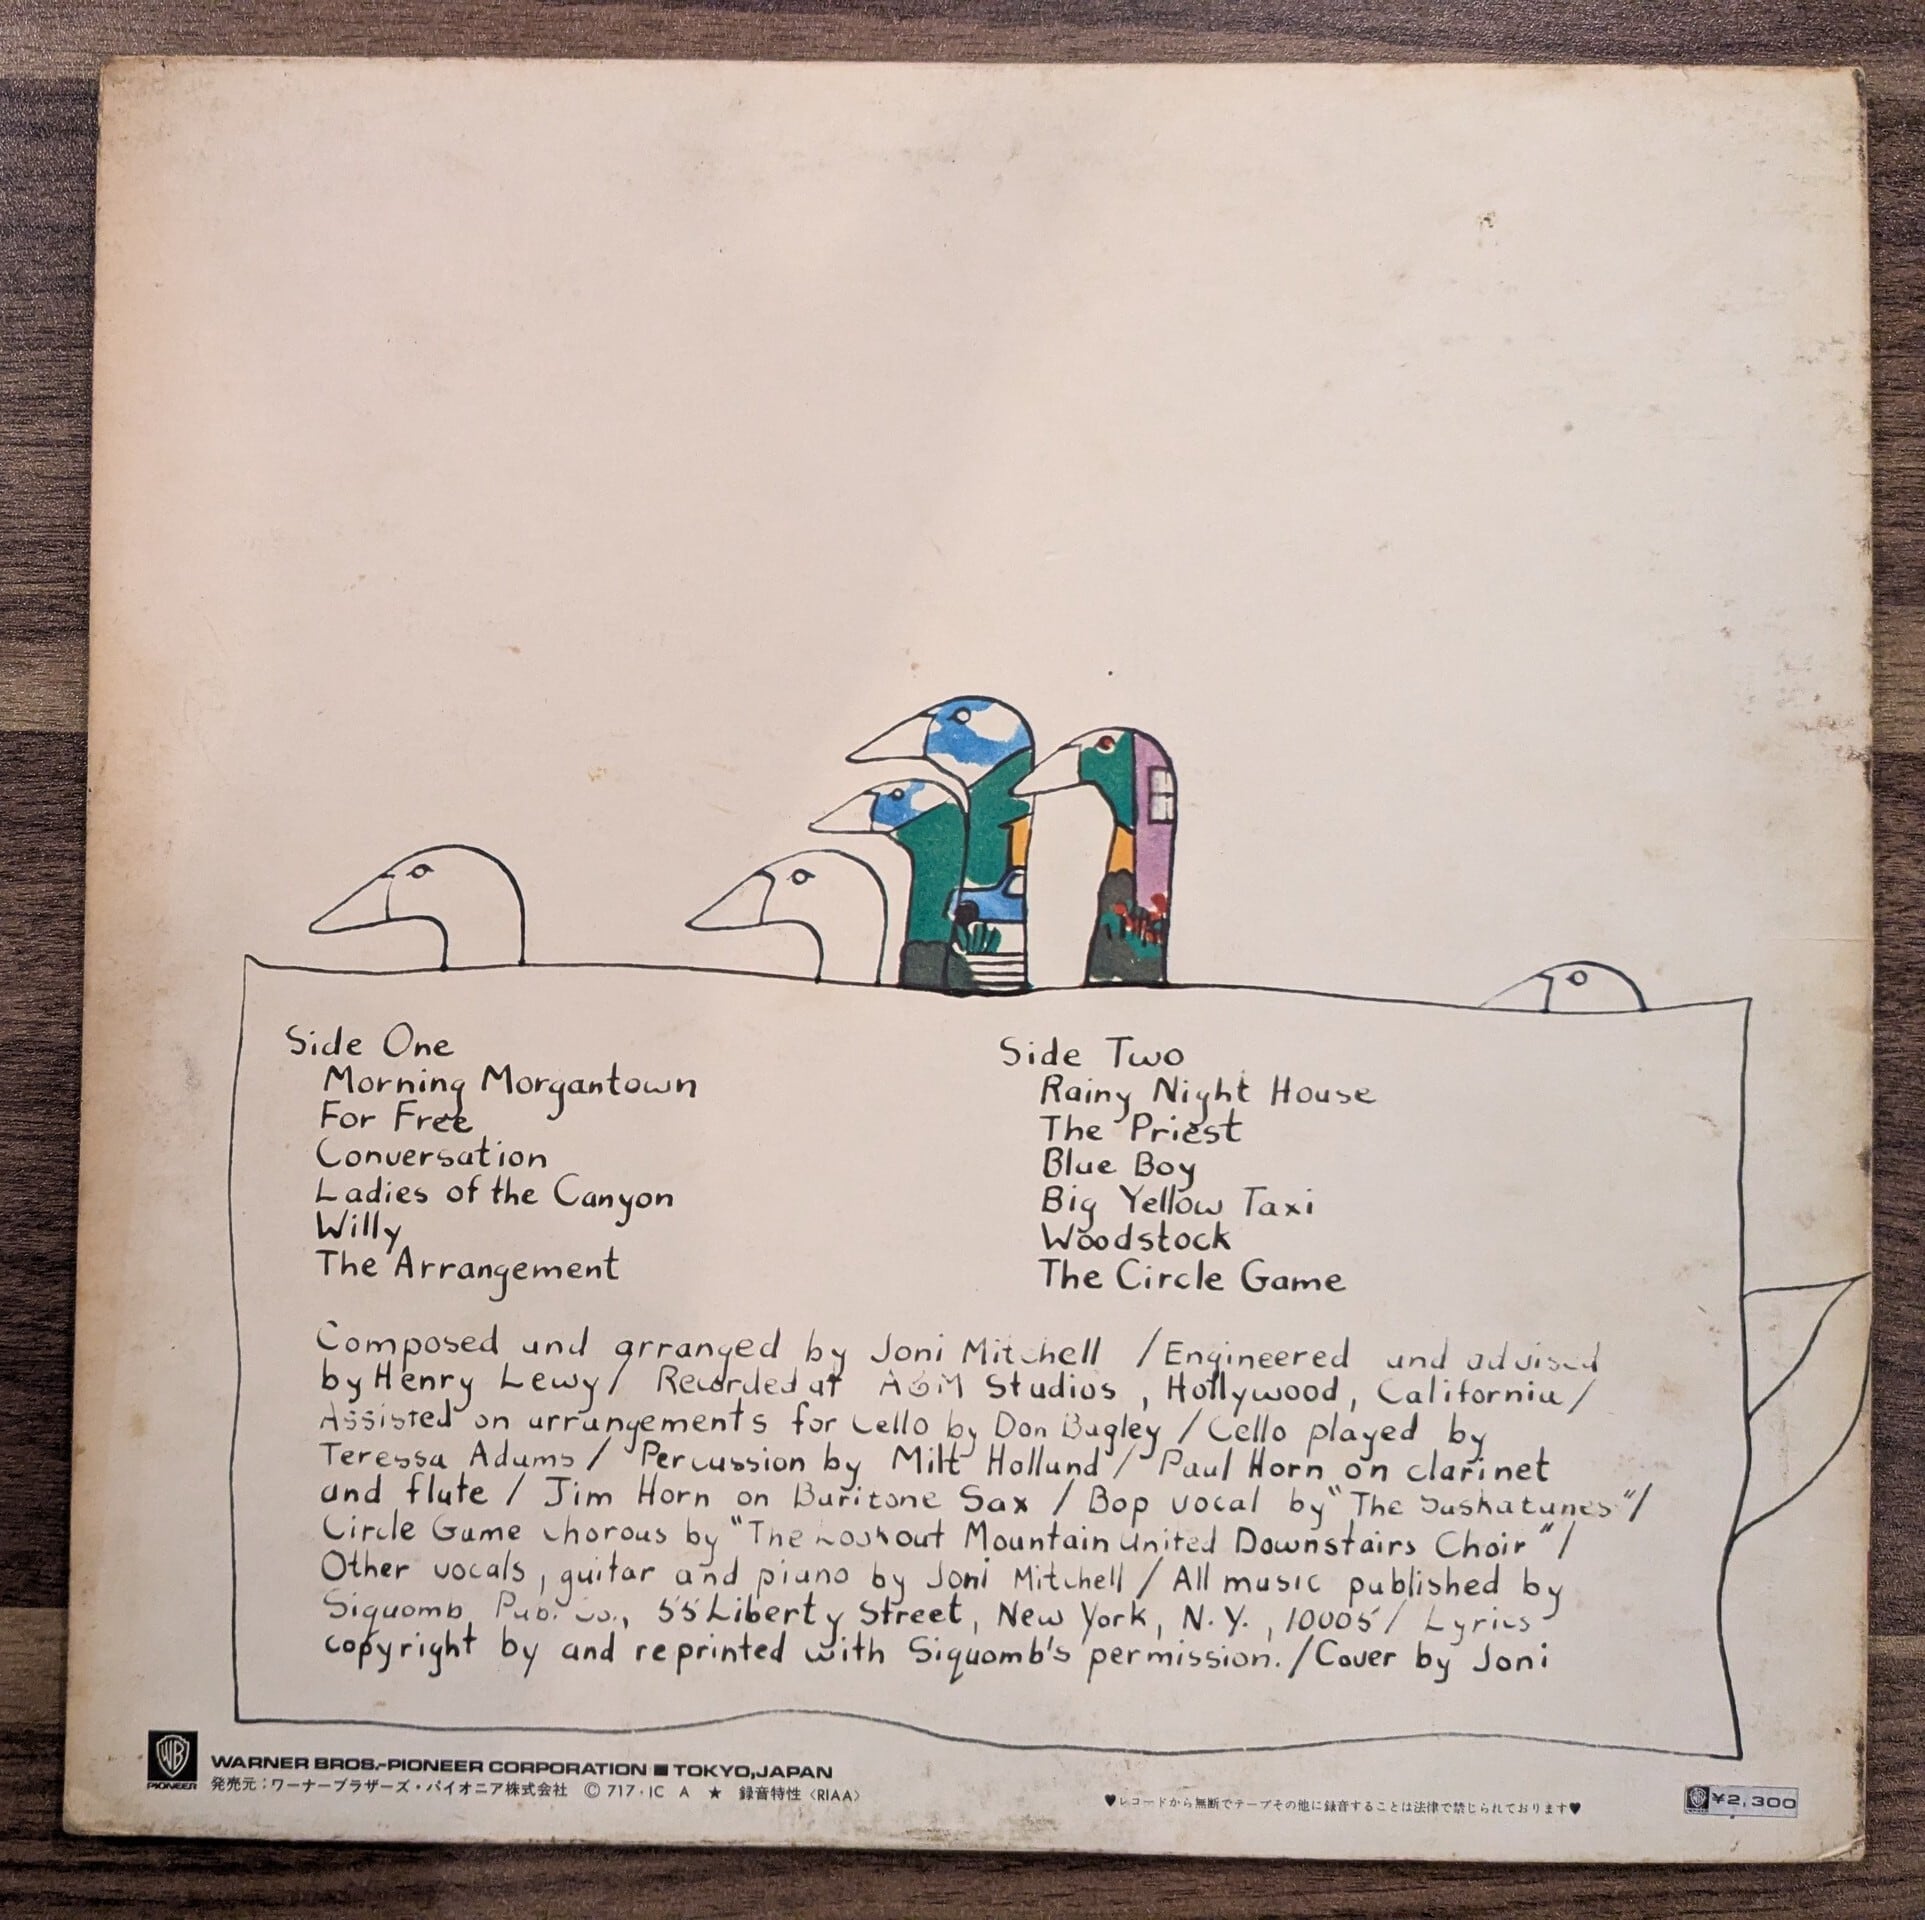 Side One
Morning Morgantown
For Free
Conversation
Ladies of the Canyon
Willy
The Arrangement
Side Two
Rainy Night House
The Priest
Blue Boy
Big Yellow Taxi
Woodstock
The Circle Game
Composed and arranged by Joni Mitchell / Engineered and advised
by Henry Lewy / Recorded at A&M Studios, Hollywood, California /
Assisted on arrangements for Cello by Don Bagley / Cello played by
Teressa Adams / Percussion by Milt Holland / Paul Horn on clarinet
and flute / Jim Horn on Baritone Sax / Bop vocal by "The Saskatunes" /
Circle Game chorous by "The Lookout Mountain United Downstairs Choir" /
Other vocals, guitar and piano by Joni Mitchell / All music published by
Siquomb Pub. Co., 55 Liberty Street, New York, N.Y., 10005 / Lyrics
copyright by and reprinted with Siquomb's permission. / Cover by Joni
WB
PIONEER
WARNER BROS.-PIONEER CORPORATION ■ TOKYO, JAPAN
発売元：ワーナーブラザーズ・パイオニア株式会社 Ⓒ 717・IC A ★ 録音特性〈RIAA〉
♥レコードから無断でテープその他に録音することは法律で禁じられております♥
¥2,300